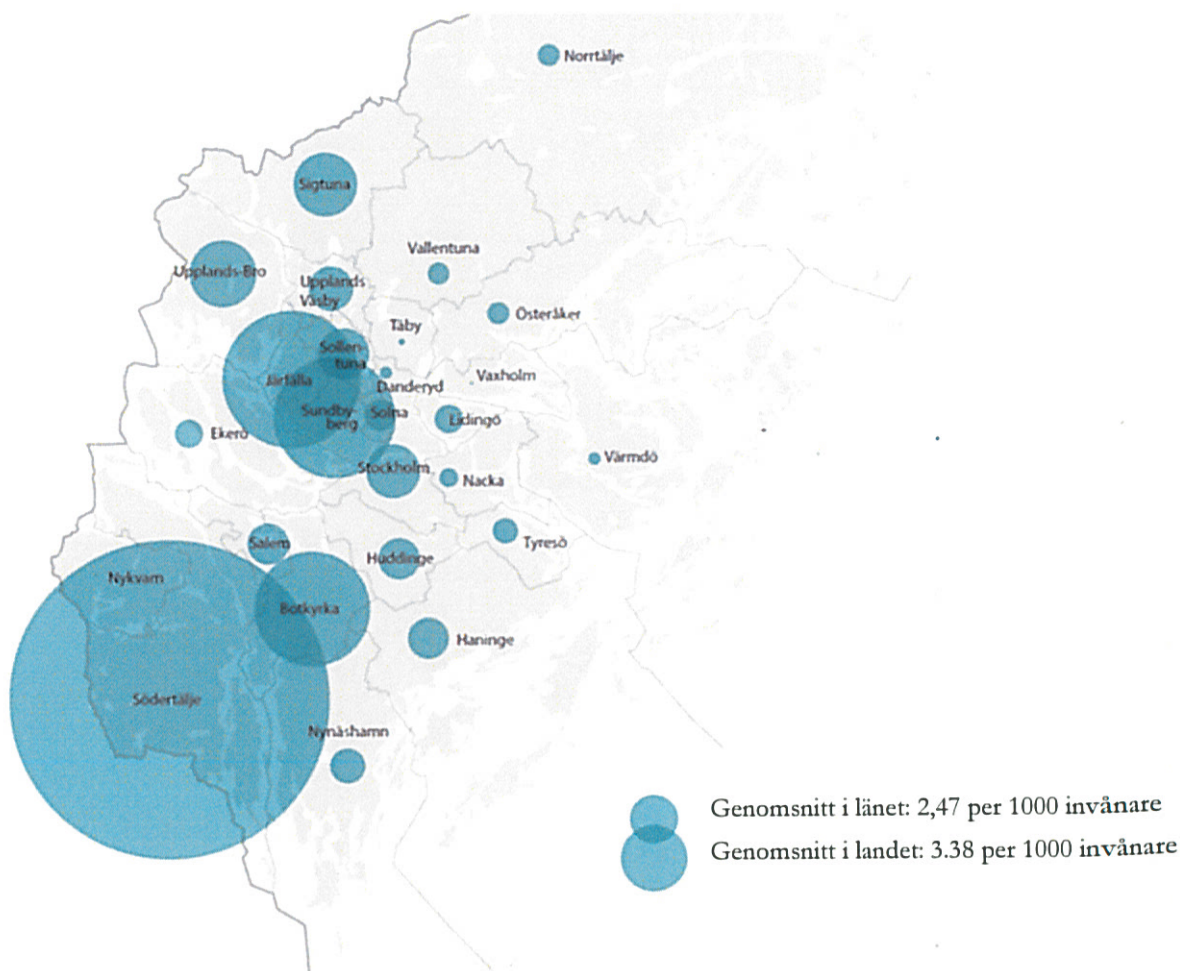 Norrtälje
Sigtuna
Vallentuna
Upplands-Bro
Upplands
Väsby
Österåker
Täby
Sollen-
tuna
Järfälla
Danderyd
Vaxholm
Sundby-
berg
Solna
Lidingö
Ekerö
Stockholm
Värmdö
Nacka
Salem
Tyresö
Huddinge
Nykvarn
Botkyrka
Haninge
Södertälje
Nynäshamn
Genomsnitt i länet: 2,47 per 1000 invånare
Genomsnitt i landet: 3.38 per 1000 invånare